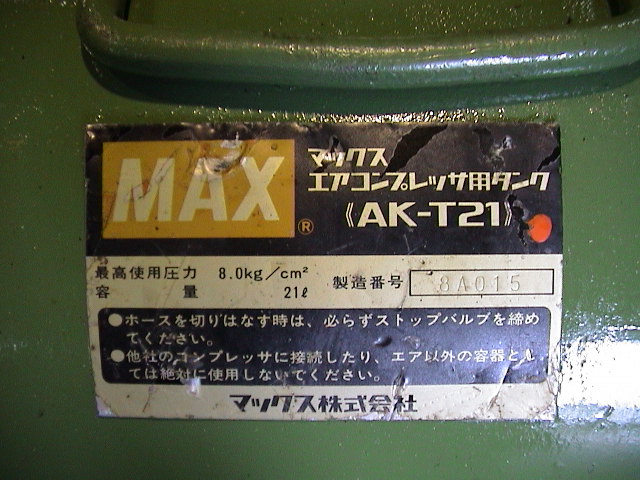 MAX®
マックス
エアコンプレッサ用タンク
《AK-T21》
最高使用圧力 8.0kg/cm²
容量 21ℓ
製造番号 8A015
●ホースを切りはなす時は、必らずストップバルブを締め
てください。
●他社のコンプレッサに接続したり、エア以外の容器とし
ては絶対に使用しないでください。
マックス株式会社